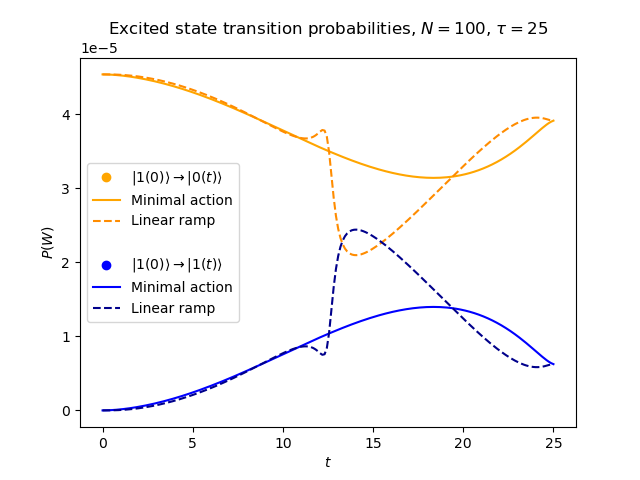 Excited state transition probabilities, $N = 100$, $\tau = 25$
1e−5
4
3
2
1
0
P(W)
|1(0)⟩→|0(t)⟩
Minimal action
Linear ramp
|1(0)⟩→|1(t)⟩
Minimal action
Linear ramp
0 5 10 15 20 25
t